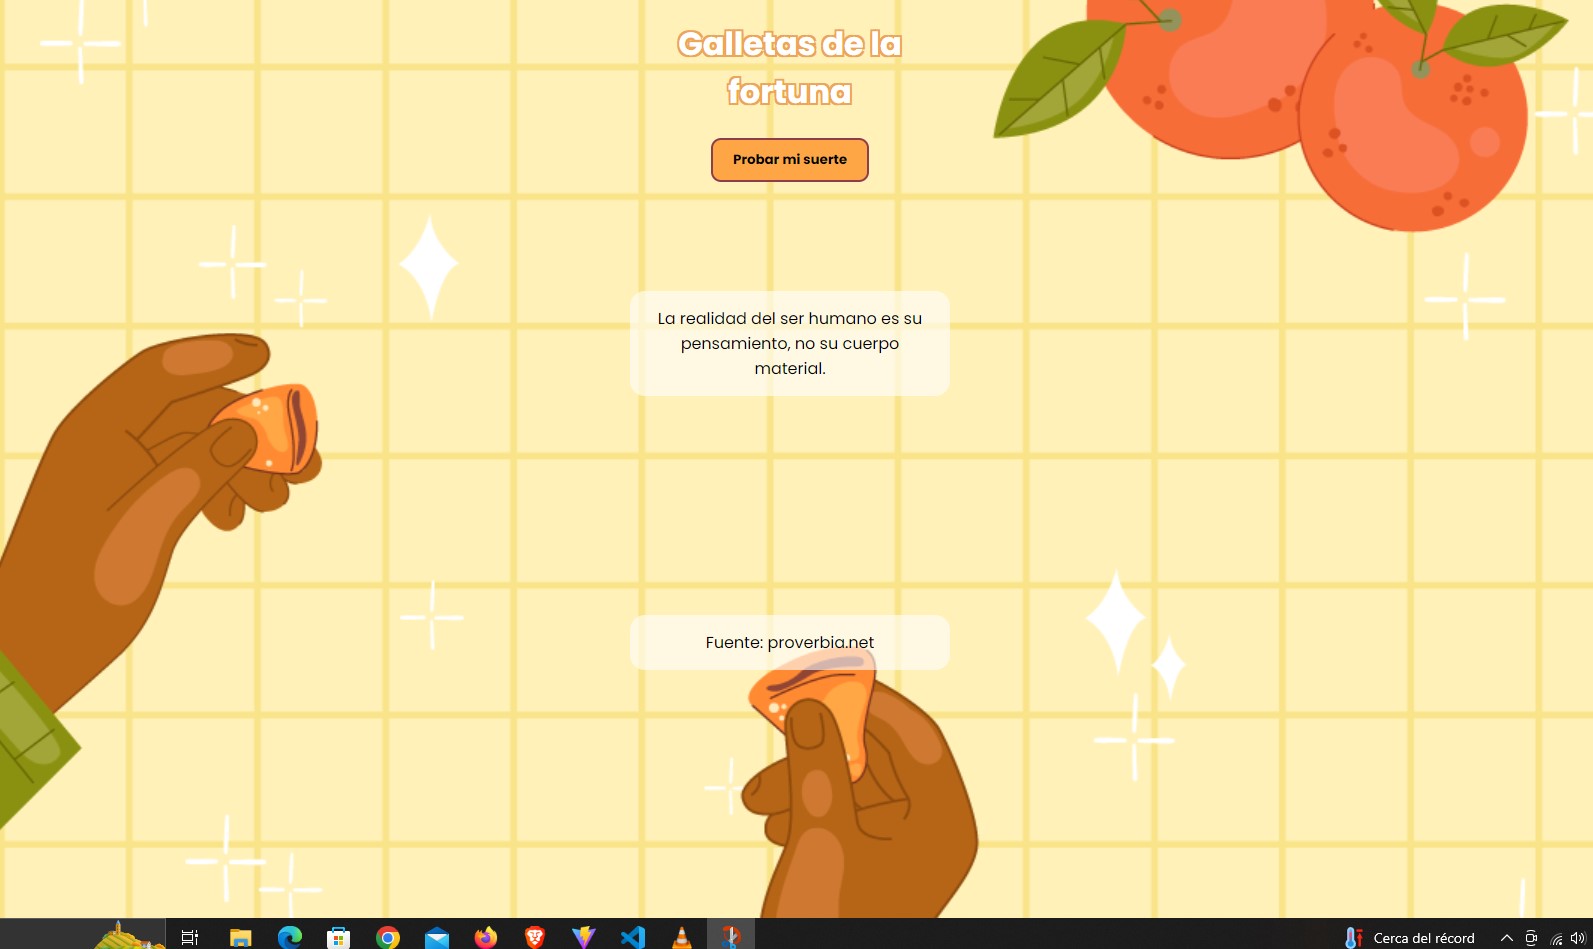 Galletas de la
fortuna
Probar mi suerte
La realidad del ser humano es su
pensamiento, no su cuerpo
material.
Fuente: proverbia.net
Cerca del récord